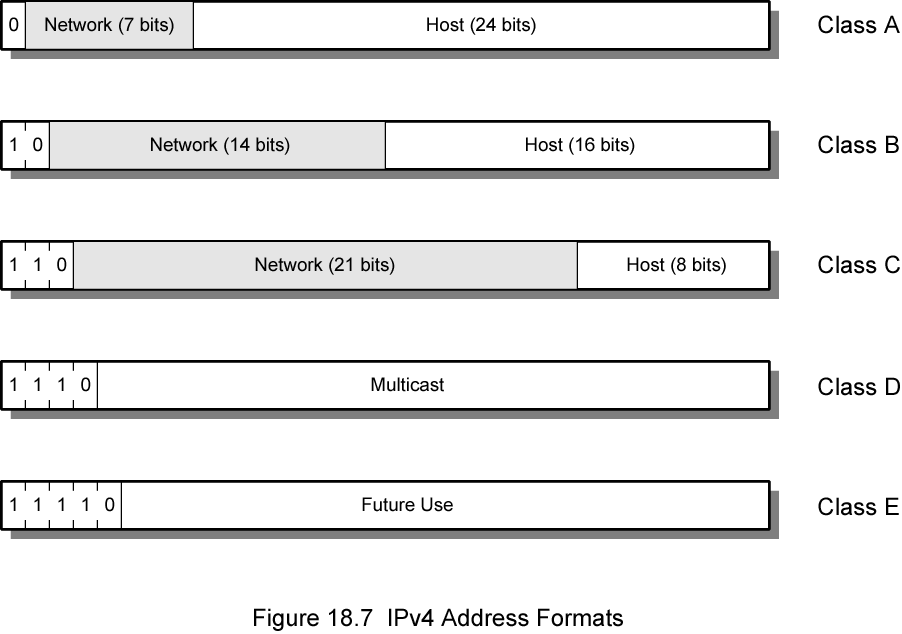 0 Network (7 bits) Host (24 bits) Class A
1 0 Network (14 bits) Host (16 bits) Class B
1 1 0 Network (21 bits) Host (8 bits) Class C
1 1 1 0 Multicast Class D
1 1 1 1 0 Future Use Class E
Figure 18.7 IPv4 Address Formats